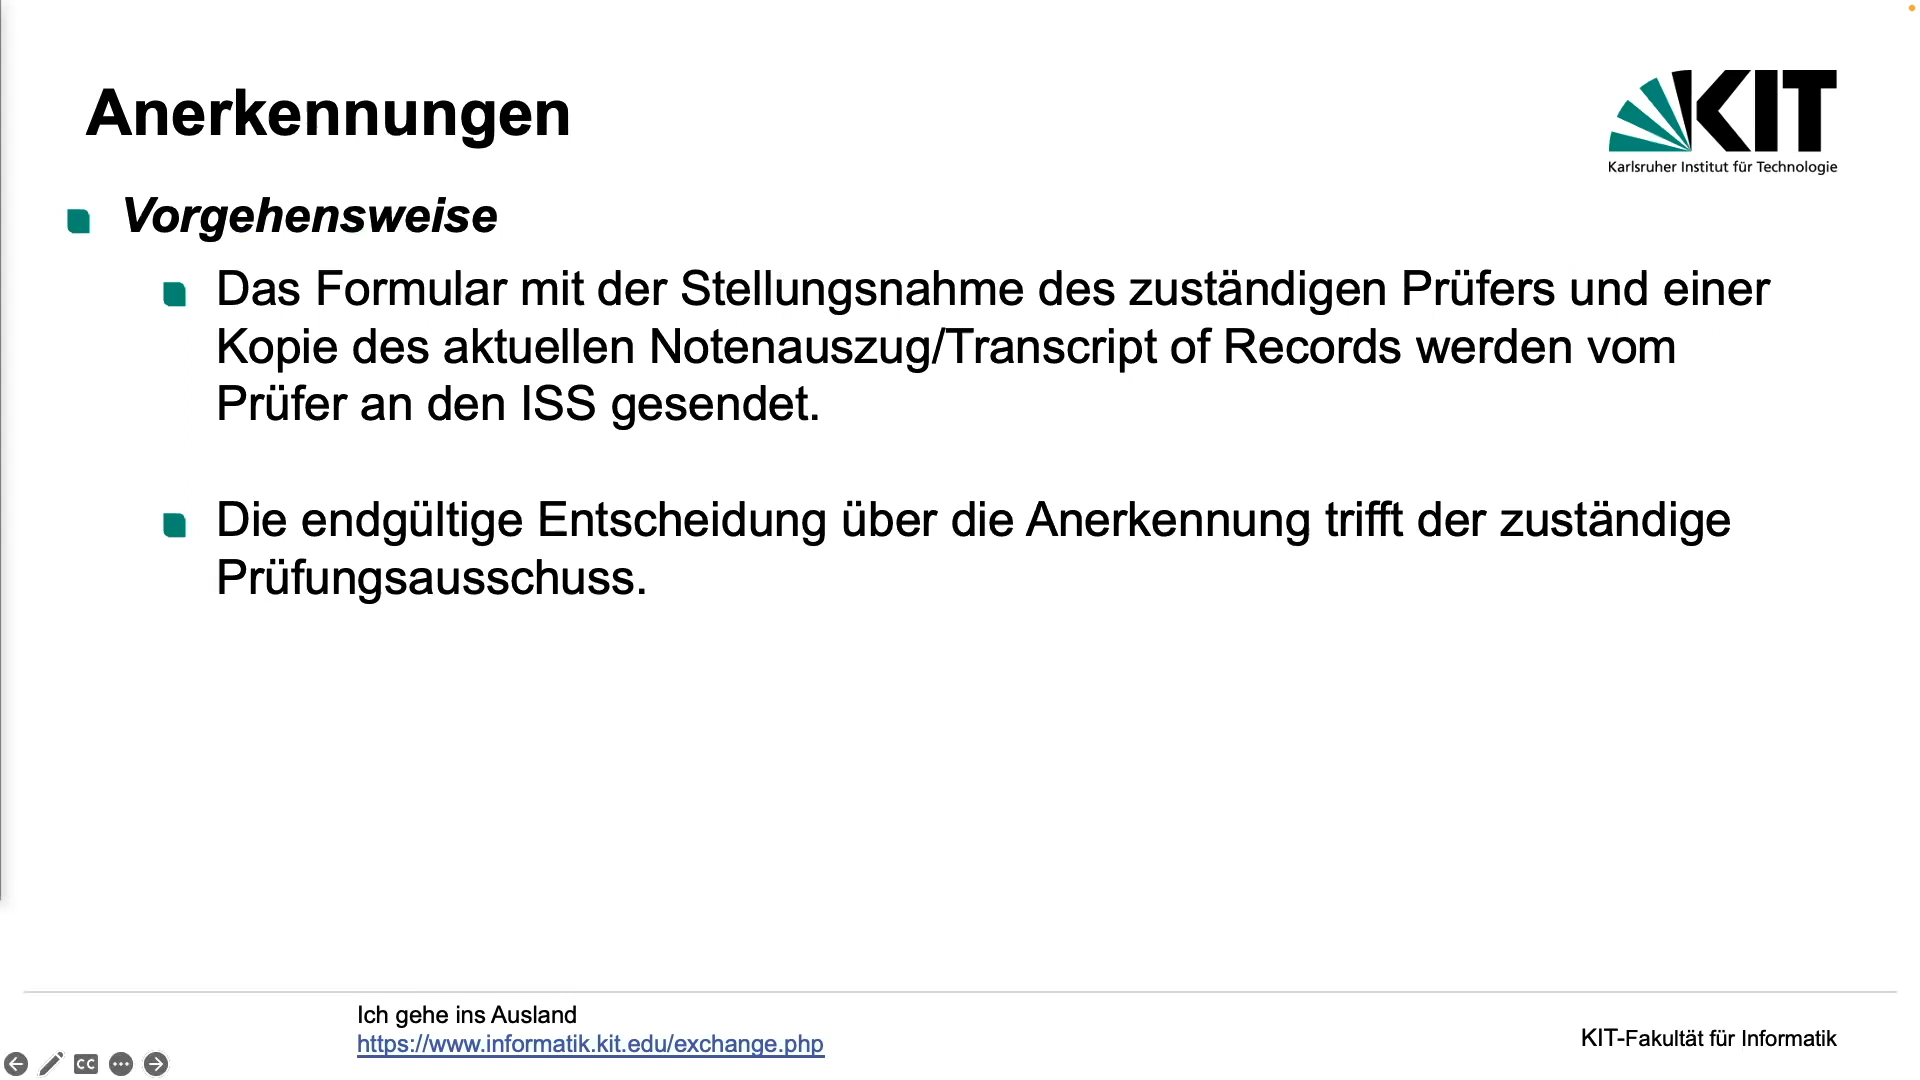 Anerkennungen
KIT
Karlsruher Institut für Technologie
Vorgehensweise
Das Formular mit der Stellungsnahme des zuständigen Prüfers und einer
Kopie des aktuellen Notenauszug/Transcript of Records werden vom
Prüfer an den ISS gesendet.
Die endgültige Entscheidung über die Anerkennung trifft der zuständige
Prüfungsausschuss.
Ich gehe ins Ausland
https://www.informatik.kit.edu/exchange.php
KIT-Fakultät für Informatik
CC